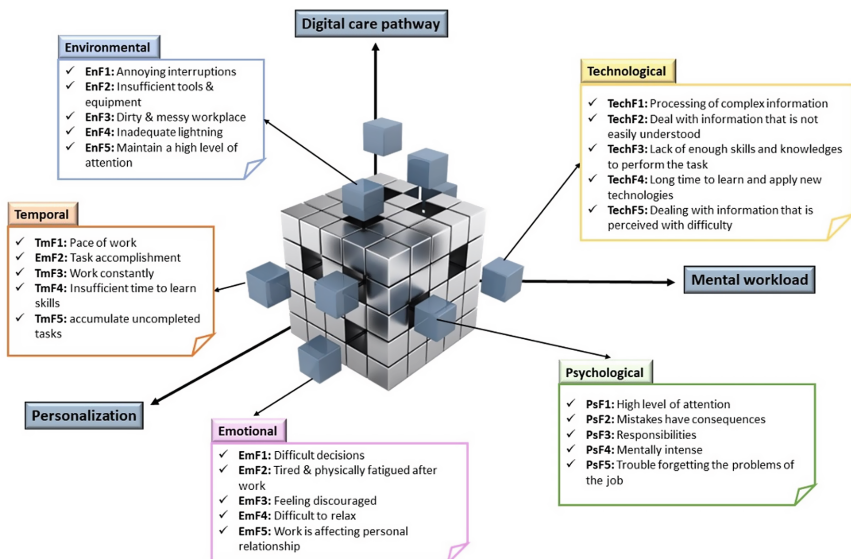 Digital care pathway
Environmental
✓ EnF1: Annoying interruptions
✓ EnF2: Insufficient tools &
equipment
✓ EnF3: Dirty & messy workplace
✓ EnF4: Inadequate lightning
✓ EnF5: Maintain a high level of
attention
Technological
✓ TechF1: Processing of complex information
✓ TechF2: Deal with information that is not
easily understood
✓ TechF3: Lack of enough skills and knowledges
to perform the task
✓ TechF4: Long time to learn and apply new
technologies
✓ TechF5: Dealing with information that is
perceived with difficulty
Temporal
✓ TmF1: Pace of work
✓ EmF2: Task accomplishment
✓ TmF3: Work constantly
✓ TmF4: Insufficient time to learn
skills
✓ TmF5: accumulate uncompleted
tasks
Mental workload
Personalization
Psychological
✓ PsF1: High level of attention
✓ PsF2: Mistakes have consequences
✓ PsF3: Responsibilities
✓ PsF4: Mentally intense
✓ PsF5: Trouble forgetting the problems of
the job
Emotional
✓ EmF1: Difficult decisions
✓ EmF2: Tired & physically fatigued after
work
✓ EmF3: Feeling discouraged
✓ EmF4: Difficult to relax
✓ EmF5: Work is affecting personal
relationship